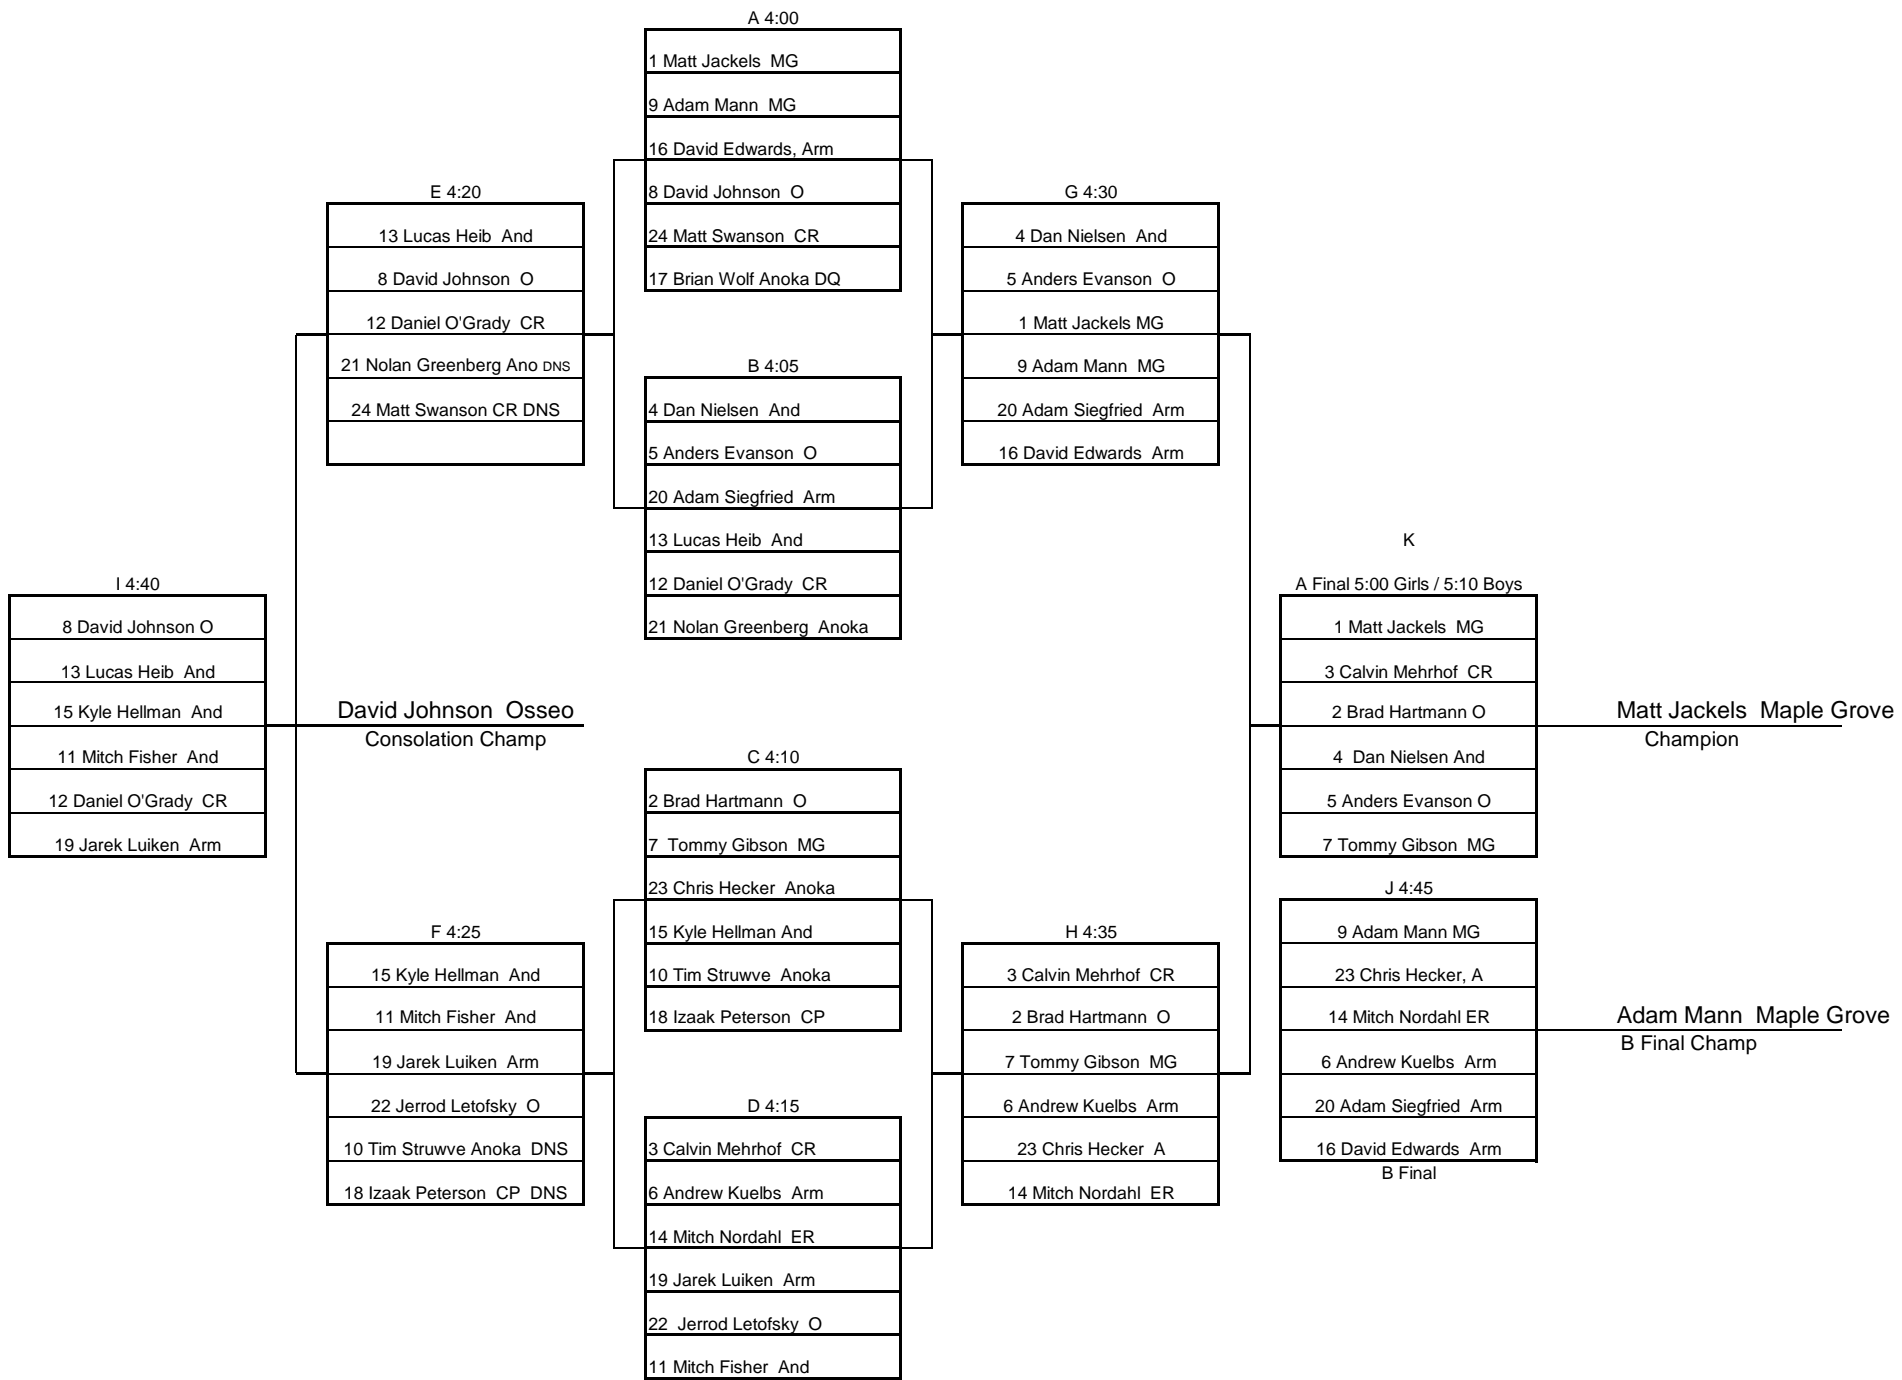 A 4:00
1 Matt Jackels MG
9 Adam Mann MG
16 David Edwards, Arm
8 David Johnson O
24 Matt Swanson CR
17 Brian Wolf Anoka DQ
E 4:20
13 Lucas Heib And
8 David Johnson O
12 Daniel O'Grady CR
21 Nolan Greenberg Ano DNS
24 Matt Swanson CR DNS
G 4:30
4 Dan Nielsen And
5 Anders Evanson O
1 Matt Jackels MG
9 Adam Mann MG
20 Adam Siegfried Arm
16 David Edwards Arm
B 4:05
4 Dan Nielsen And
5 Anders Evanson O
20 Adam Siegfried Arm
13 Lucas Heib And
12 Daniel O'Grady CR
21 Nolan Greenberg Anoka
I 4:40
8 David Johnson O
13 Lucas Heib And
15 Kyle Hellman And
11 Mitch Fisher And
12 Daniel O'Grady CR
19 Jarek Luiken Arm
David Johnson Osseo
Consolation Champ
K
A Final 5:00 Girls / 5:10 Boys
1 Matt Jackels MG
3 Calvin Mehrhof CR
2 Brad Hartmann O
4 Dan Nielsen And
5 Anders Evanson O
7 Tommy Gibson MG
Matt Jackels Maple Grove
Champion
C 4:10
2 Brad Hartmann O
7 Tommy Gibson MG
23 Chris Hecker Anoka
15 Kyle Hellman And
10 Tim Struwve Anoka
18 Izaak Peterson CP
F 4:25
15 Kyle Hellman And
11 Mitch Fisher And
19 Jarek Luiken Arm
22 Jerrod Letofsky O
10 Tim Struwve Anoka DNS
18 Izaak Peterson CP DNS
H 4:35
3 Calvin Mehrhof CR
2 Brad Hartmann O
7 Tommy Gibson MG
6 Andrew Kuelbs Arm
23 Chris Hecker A
14 Mitch Nordahl ER
J 4:45
9 Adam Mann MG
23 Chris Hecker, A
14 Mitch Nordahl ER
6 Andrew Kuelbs Arm
20 Adam Siegfried Arm
16 David Edwards Arm
B Final
Adam Mann Maple Grove
B Final Champ
D 4:15
3 Calvin Mehrhof CR
6 Andrew Kuelbs Arm
14 Mitch Nordahl ER
19 Jarek Luiken Arm
22 Jerrod Letofsky O
11 Mitch Fisher And